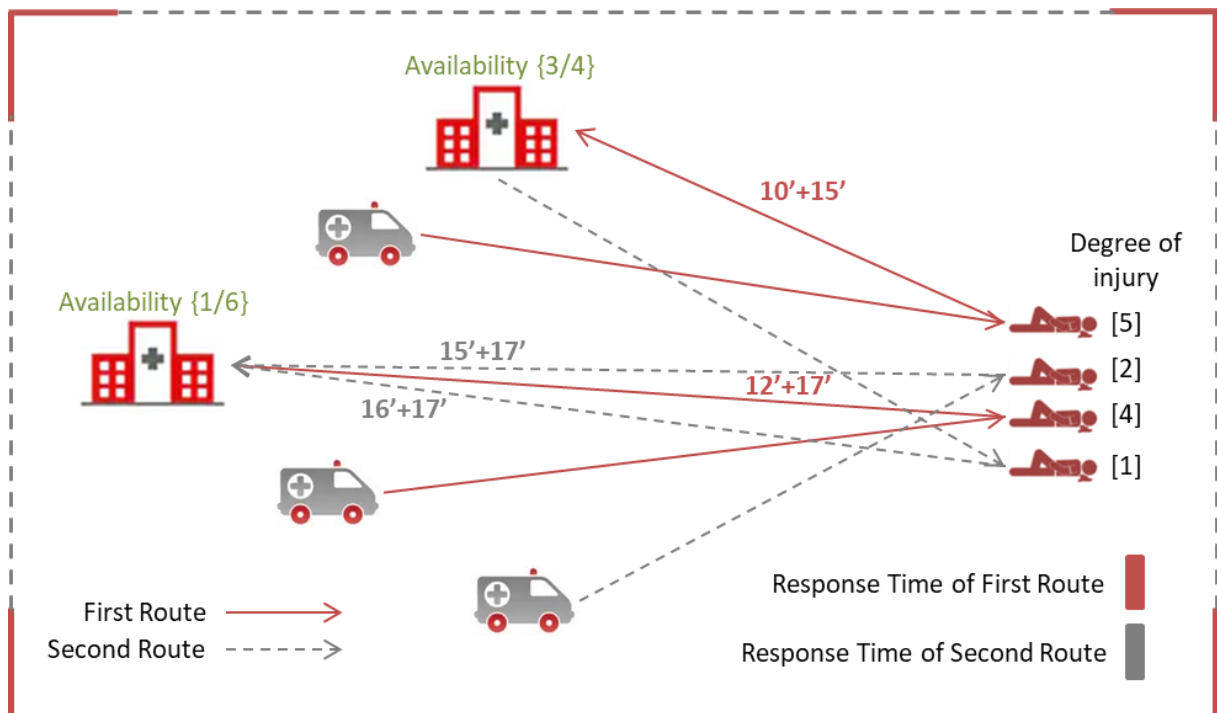 Availability {3/4}
10’+15’
Degree of
injury
Availability {1/6}
[5]
15’+17’
[2]
12’+17’
16’+17’
[4]
[1]
Response Time of First Route
First Route
Second Route
Response Time of Second Route